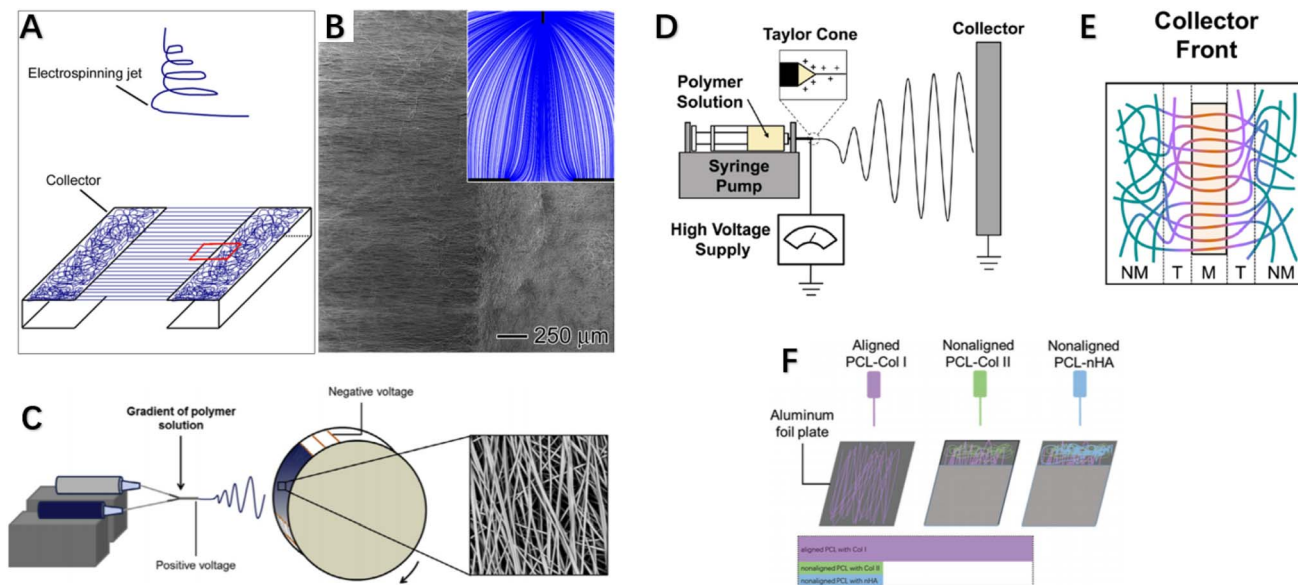 A
Electrospinning jet
Collector
B
250 μm
C
Gradient of polymer
solution
Negative voltage
Positive voltage
D
Taylor Cone
Polymer
Solution
Syringe
Pump
High Voltage
Supply
Collector
E
Collector
Front
NM T M T NM
F
Aligned
PCL-Col I
Nonaligned
PCL-Col II
Nonaligned
PCL-nHA
Aluminum
foil plate
aligned PCL with Col I
nonaligned PCL with Col II
nonaligned PCL with nHA